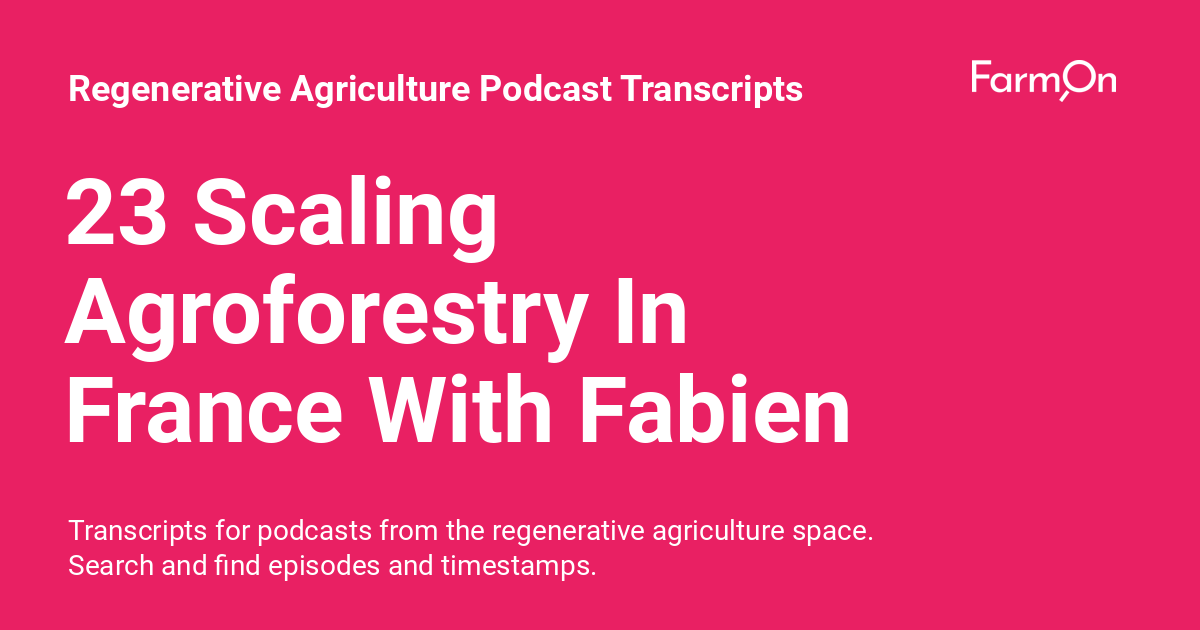 Regenerative Agriculture Podcast Transcripts
FarmOn
23 Scaling
Agroforestry In
France With Fabien
Transcripts for podcasts from the regenerative agriculture space.
Search and find episodes and timestamps.